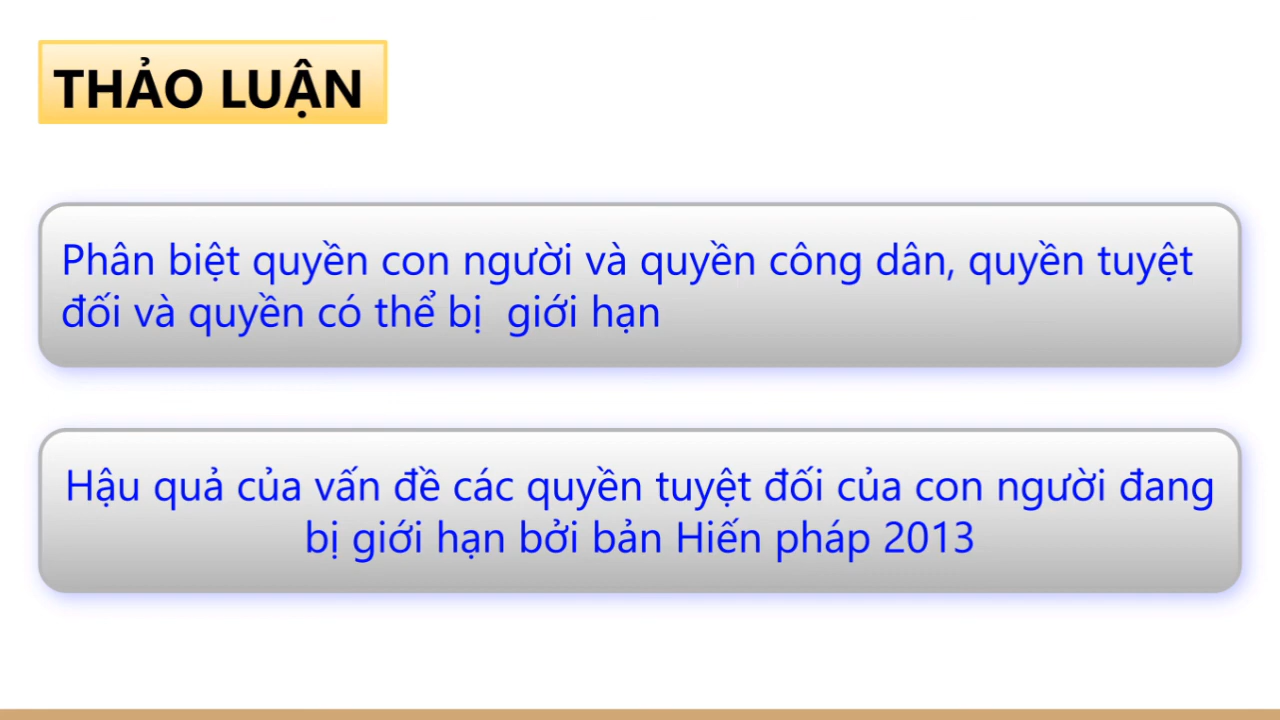 THẢO LUẬN
Phân biệt quyền con người và quyền công dân, quyền tuyệt
đối và quyền có thể bị  giới hạn
Hậu quả của vấn đề các quyền tuyệt đối của con người đang
bị giới hạn bởi bản Hiến pháp 2013